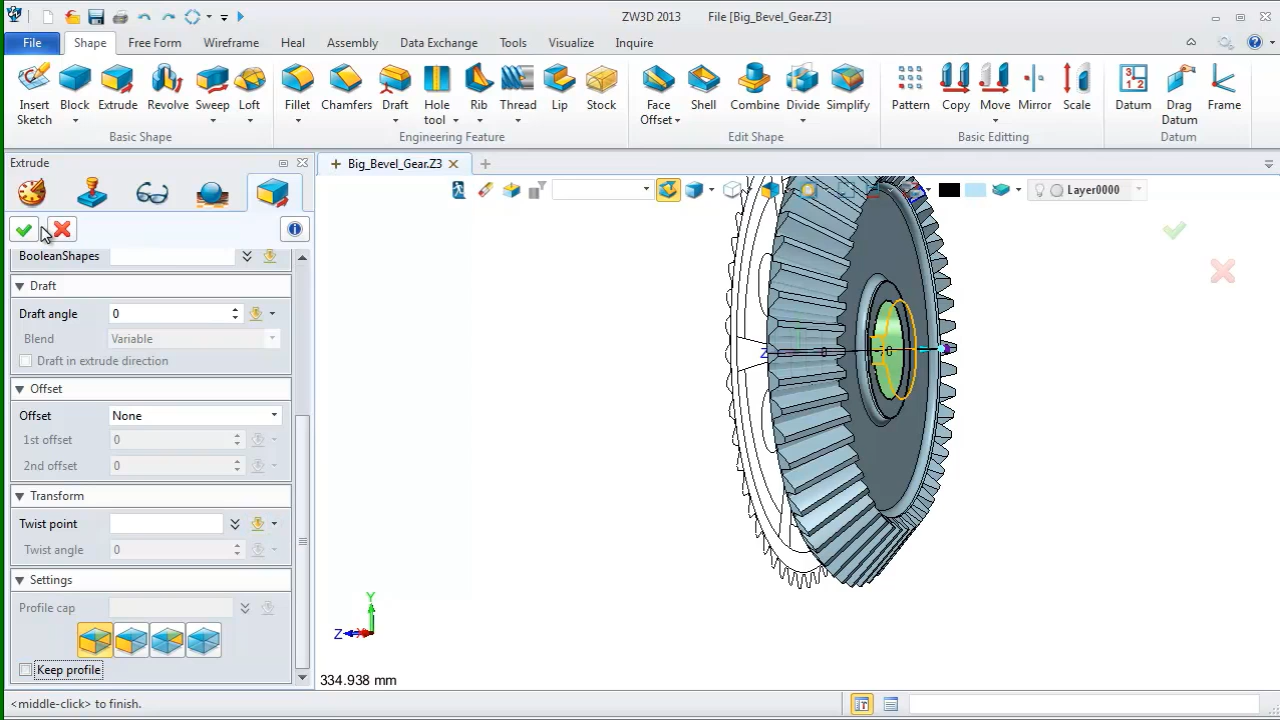 ZW3D 2013 File [Big_Bevel_Gear.Z3]
File Shape Free Form Wireframe Heal Assembly Data Exchange Tools Visualize Inquire
Insert Sketch Block Extrude Revolve Sweep Loft Fillet Chamfers Draft Hole tool Rib Thread Lip Stock Face Offset Shell Combine Divide Simplify Pattern Copy Move Mirror Scale Datum Drag Datum Frame
Basic Shape Engineering Feature Edit Shape Basic Editing Datum
Extrude
Big_Bevel_Gear.Z3
Layer0000
BooleanShapes
Draft
Draft angle 0
Blend Variable
Draft in extrude direction
Offset
Offset None
1st offset 0
2nd offset 0
Transform
Twist point
Twist angle 0
Settings
Profile cap
Keep profile
Z 0
Y
Z
334.938 mm
<middle-click> to finish.